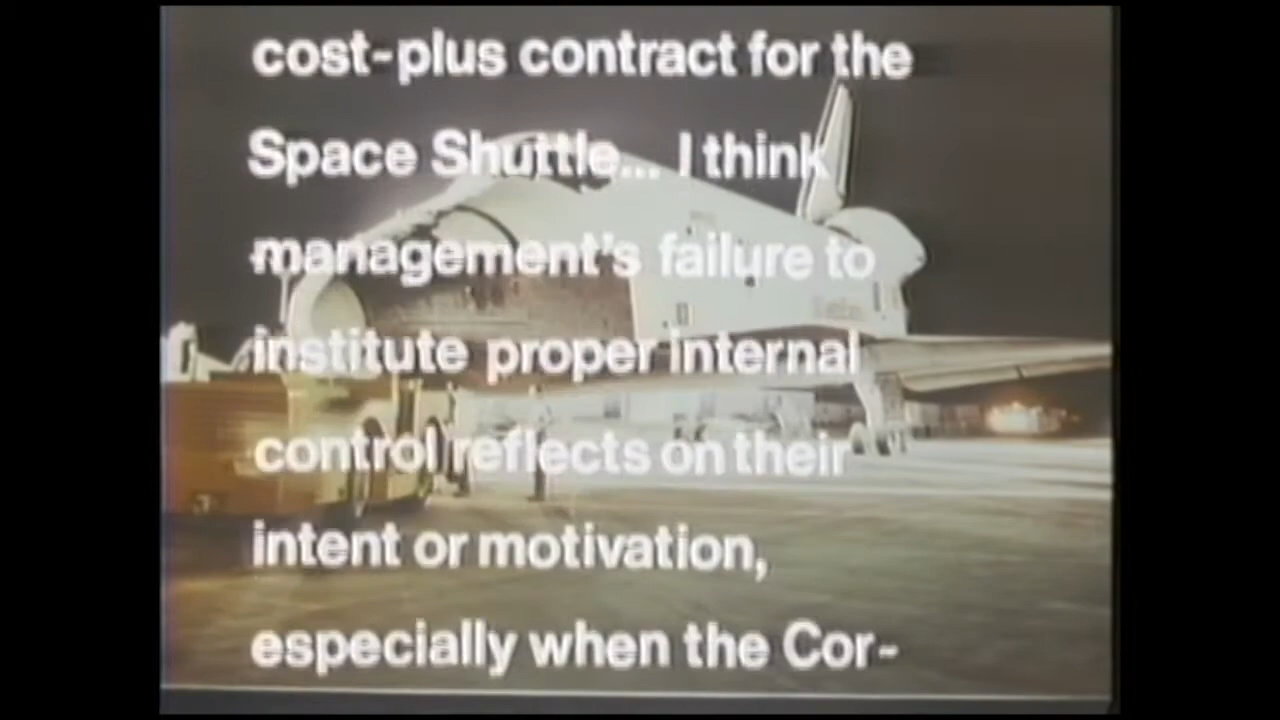 cost-plus contract for the
Space Shuttle... I think
management's failure to
institute proper internal
control reflects on their
intent or motivation,
especially when the Cor-